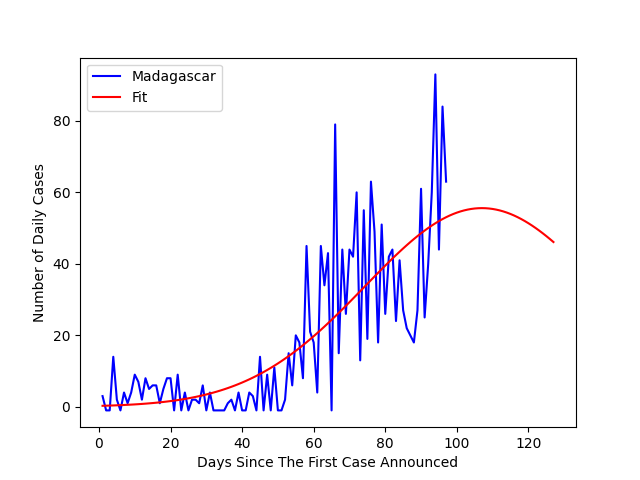 Madagascar
Fit
Number of Daily Cases
80
60
40
20
0
0 20 40 60 80 100 120
Days Since The First Case Announced